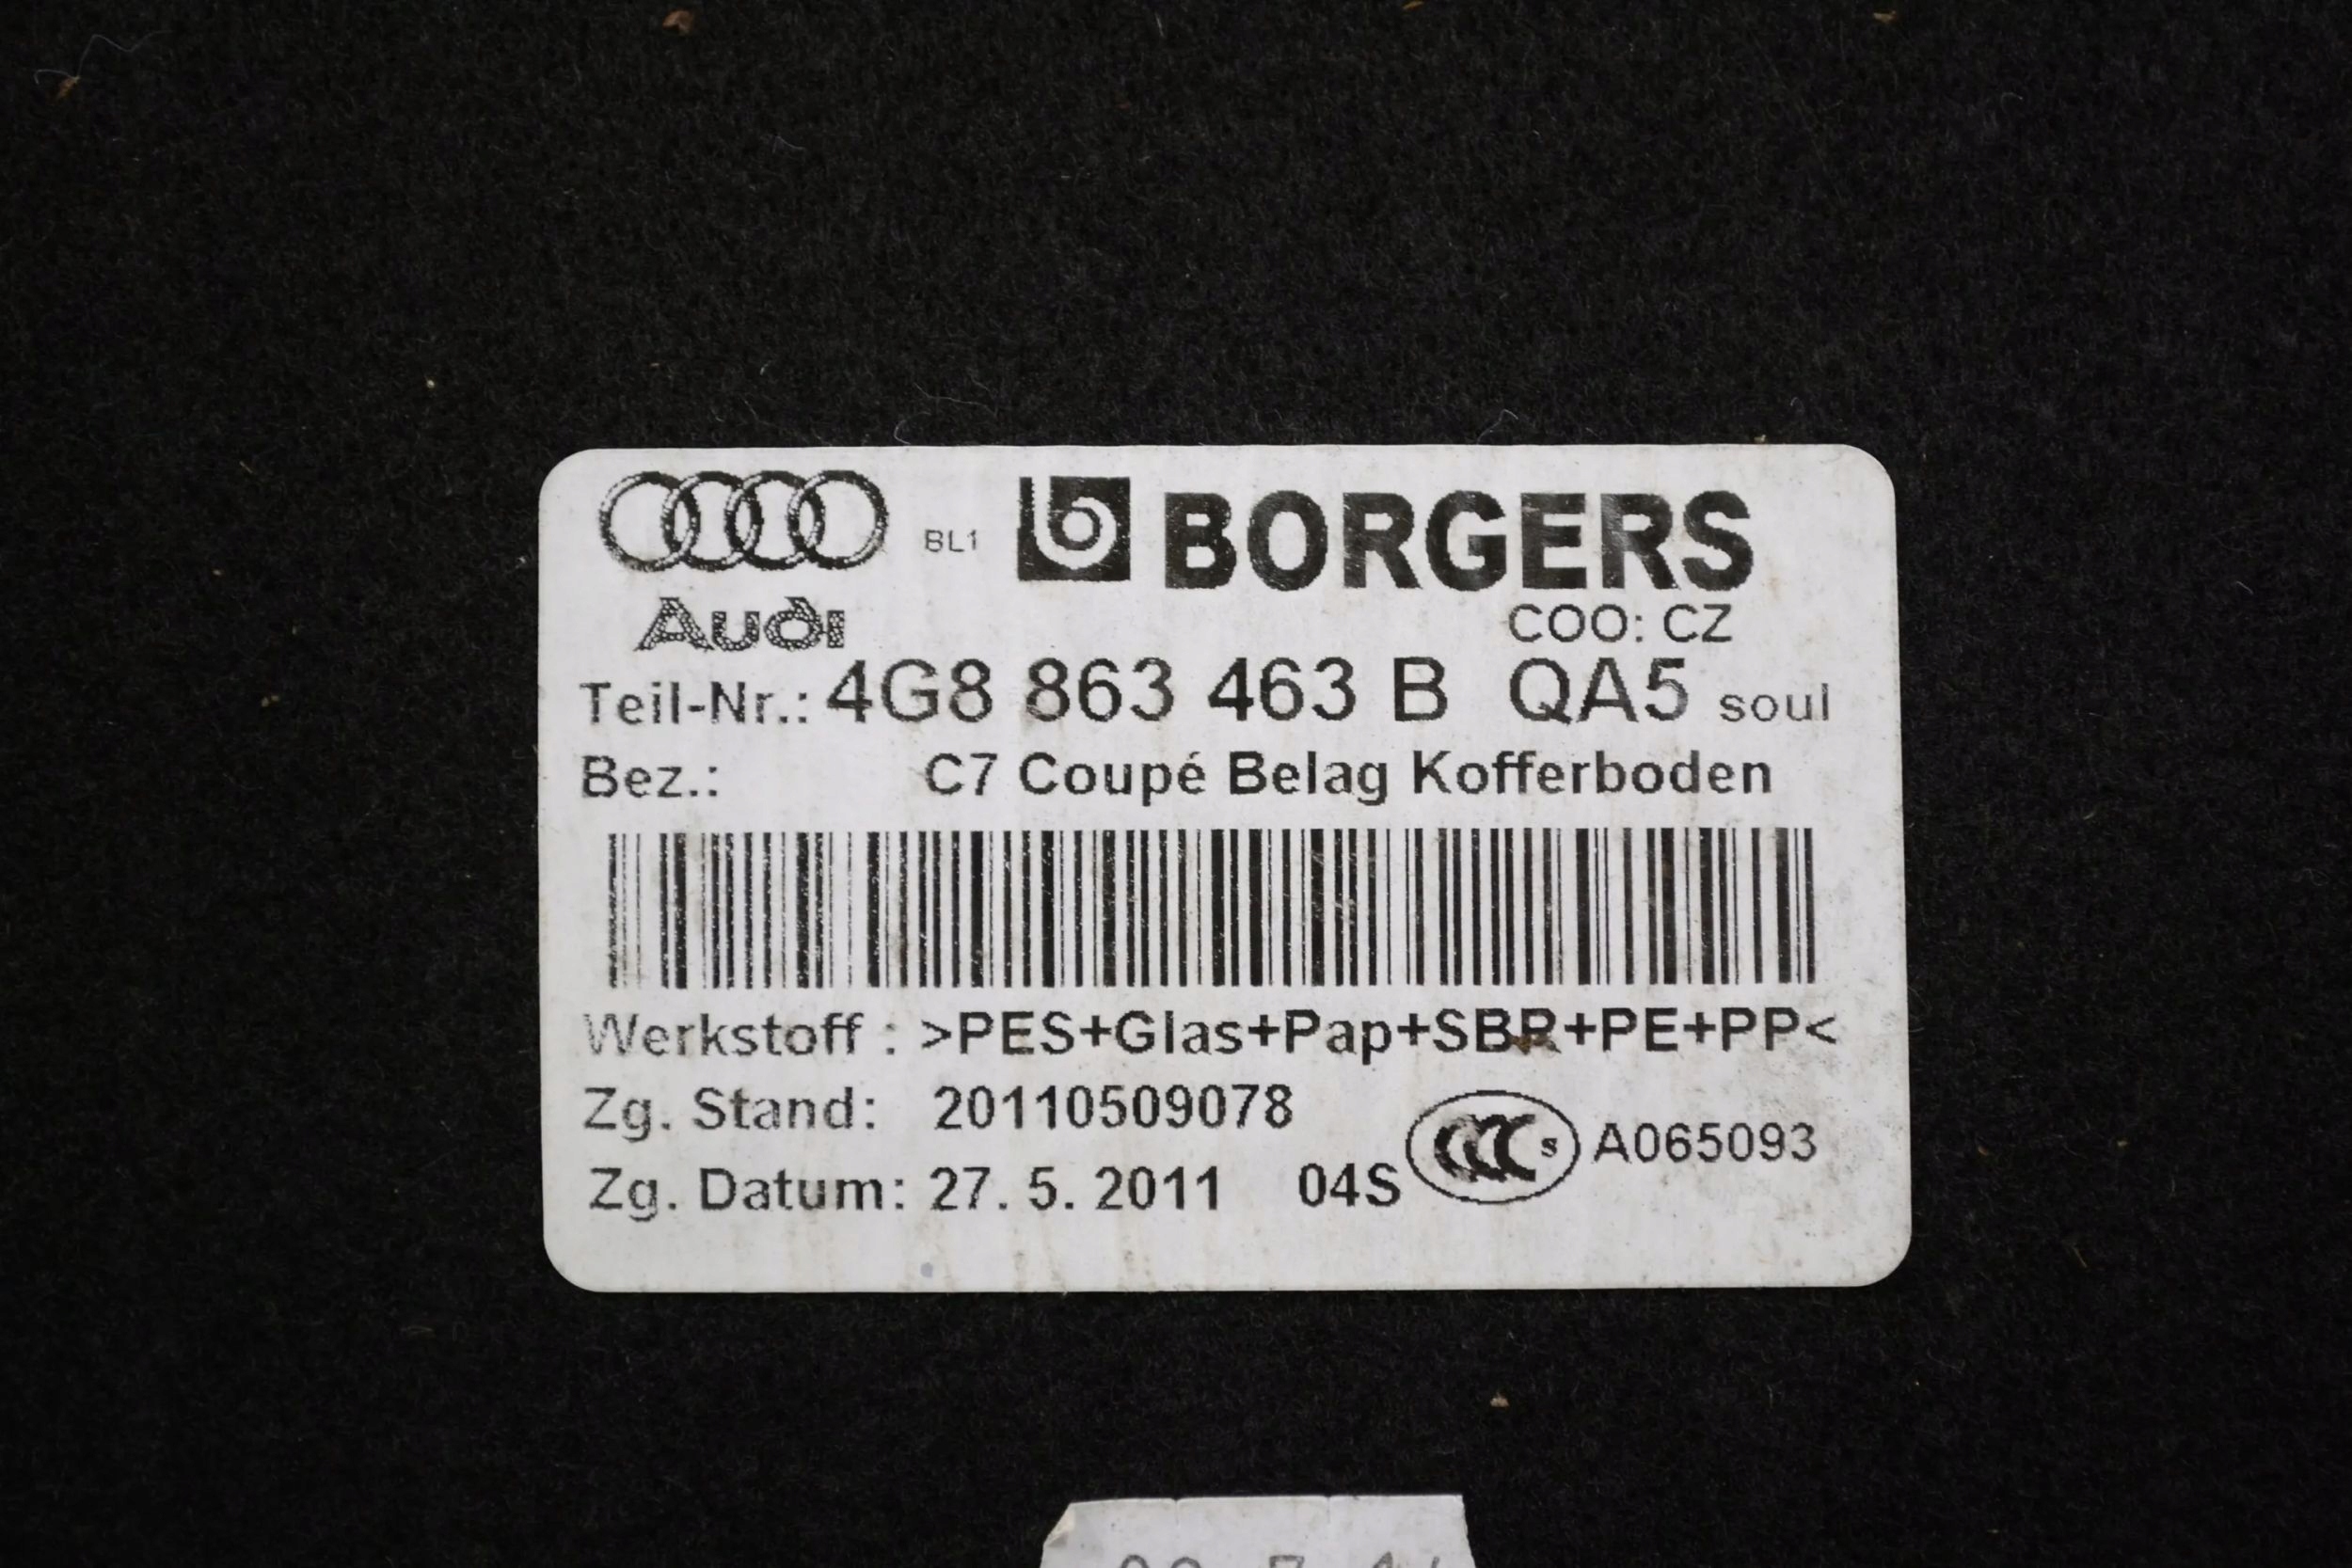 BL1 BORGERS
Audi COO: CZ
Teil-Nr.: 4G8 863 463 B QA5 soul
Bez.: C7 Coupé Belag Kofferboden
Werkstoff : >PES+Glas+Pap+SBR+PE+PP<
Zg. Stand: 20110509078
CCC S A065093
Zg. Datum: 27. 5. 2011 04S